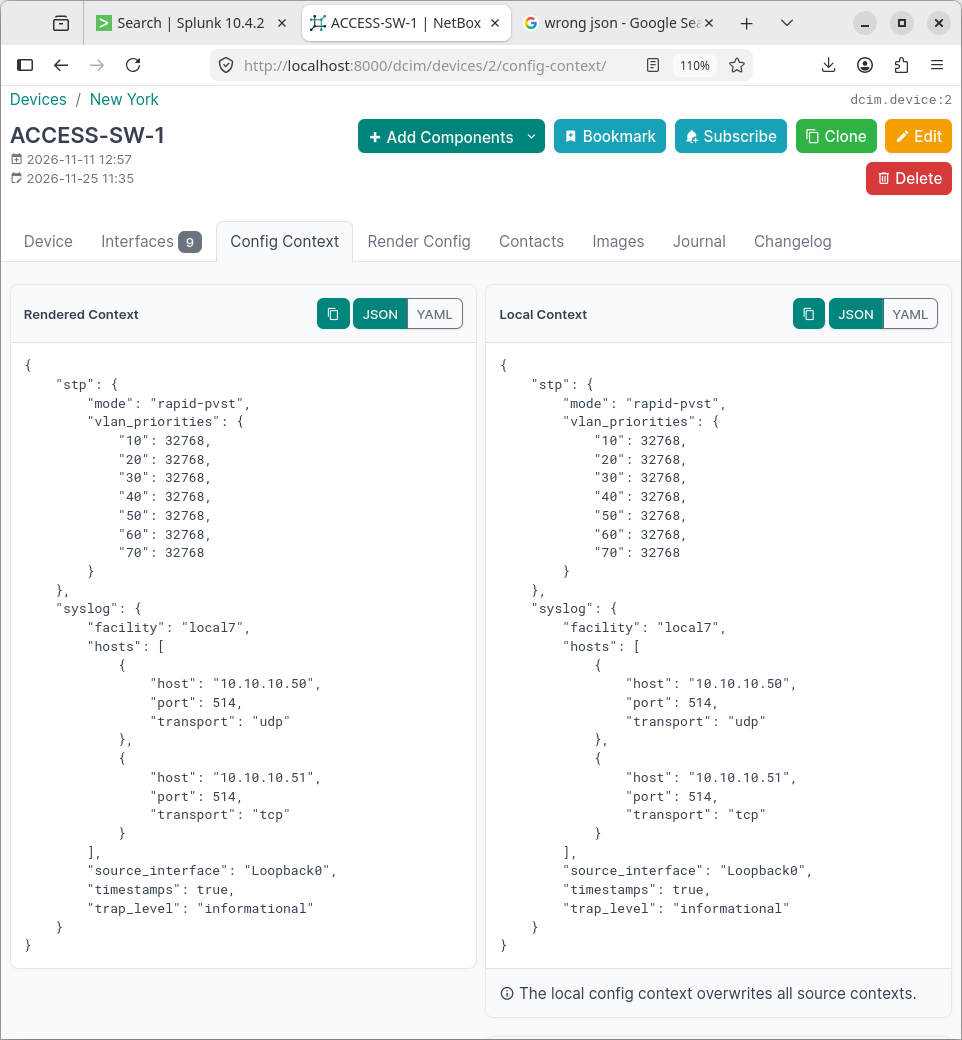 Search | Splunk 10.4.2
ACCESS-SW-1 | NetBox
wrong json - Google Sea
http://localhost:8000/dcim/devices/2/config-context/
110%
Devices / New York
dcim.device:2
ACCESS-SW-1
2026-11-11 12:57
2026-11-25 11:35
Add Components
Bookmark
Subscribe
Clone
Edit
Delete
Device
Interfaces 9
Config Context
Render Config
Contacts
Images
Journal
Changelog
Rendered Context
JSON
YAML
{
    "stp": {
        "mode": "rapid-pvst",
        "vlan_priorities": {
            "10": 32768,
            "20": 32768,
            "30": 32768,
            "40": 32768,
            "50": 32768,
            "60": 32768,
            "70": 32768
        }
    },
    "syslog": {
        "facility": "local7",
        "hosts": [
            {
                "host": "10.10.10.50",
                "port": 514,
                "transport": "udp"
            },
            {
                "host": "10.10.10.51",
                "port": 514,
                "transport": "tcp"
            }
        ],
        "source_interface": "Loopback0",
        "timestamps": true,
        "trap_level": "informational"
    }
}
Local Context
JSON
YAML
{
    "stp": {
        "mode": "rapid-pvst",
        "vlan_priorities": {
            "10": 32768,
            "20": 32768,
            "30": 32768,
            "40": 32768,
            "50": 32768,
            "60": 32768,
            "70": 32768
        }
    },
    "syslog": {
        "facility": "local7",
        "hosts": [
            {
                "host": "10.10.10.50",
                "port": 514,
                "transport": "udp"
            },
            {
                "host": "10.10.10.51",
                "port": 514,
                "transport": "tcp"
            }
        ],
        "source_interface": "Loopback0",
        "timestamps": true,
        "trap_level": "informational"
    }
}
The local config context overwrites all source contexts.